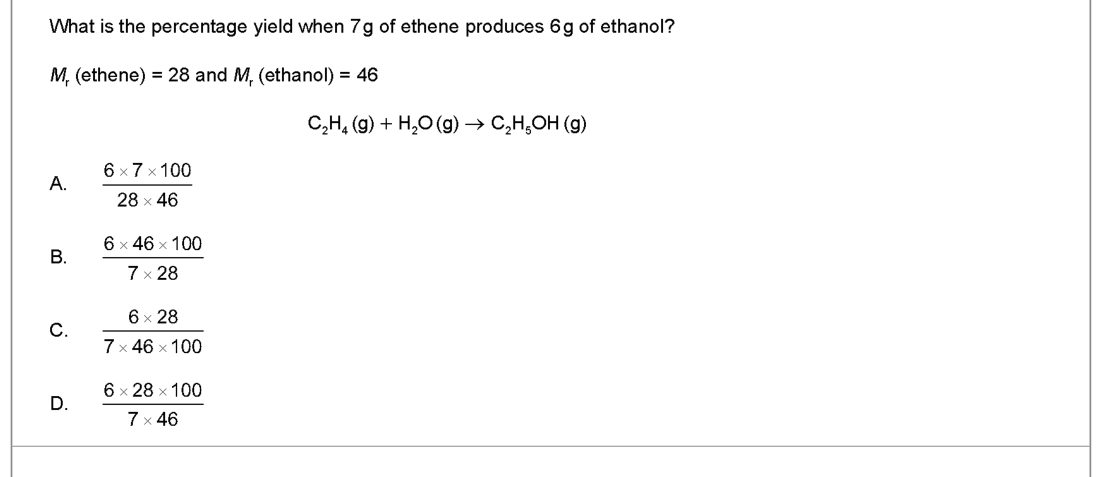 What is the percentage yield when 7 g of ethene produces 6 g of ethanol?
Mᵣ (ethene) = 28 and Mᵣ (ethanol) = 46
C₂H₄ (g) + H₂O (g) → C₂H₅OH (g)
A. 6 × 7 × 100
28 × 46
B. 6 × 46 × 100
7 × 28
C. 6 × 28
7 × 46 × 100
D. 6 × 28 × 100
7 × 46